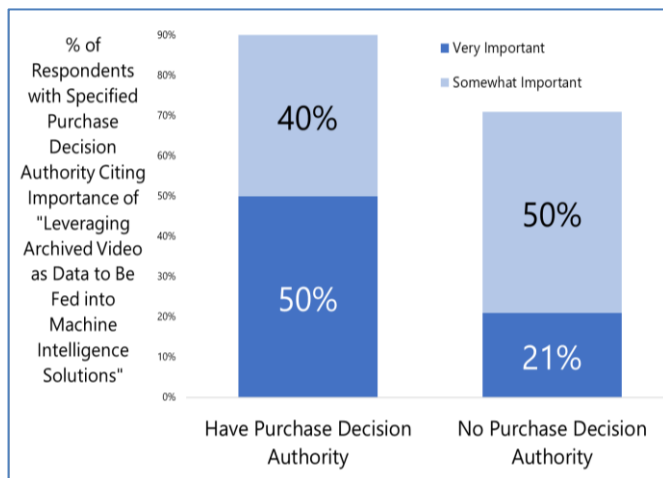 % of
Respondents
with Specified
Purchase
Decision
Authority Citing
Importance of
"Leveraging
Archived Video
as Data to Be
Fed into
Machine
Intelligence
Solutions"
90%
80%
70%
60%
50%
40%
30%
20%
10%
0%
Very Important
Somewhat Important
40%
50%
50%
21%
Have Purchase Decision
Authority
No Purchase Decision
Authority